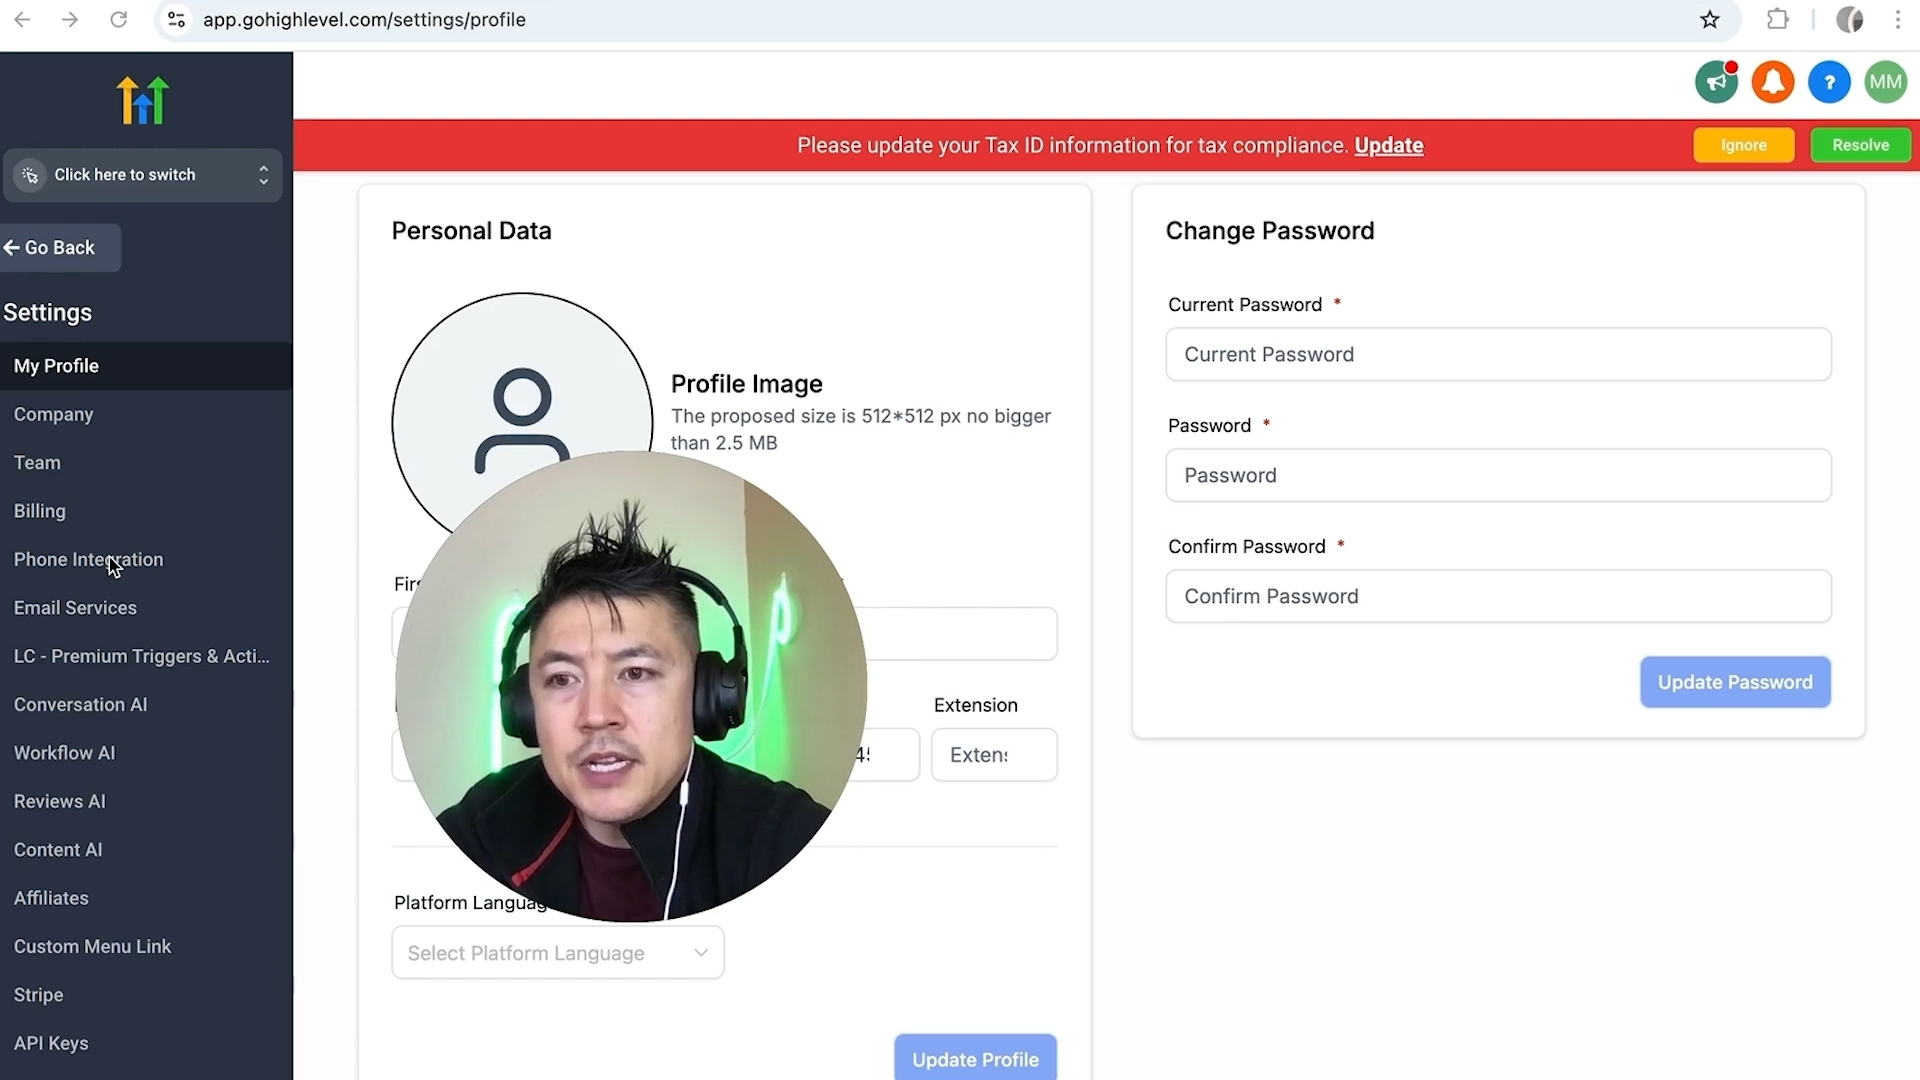 app.gohighlevel.com/settings/profile
MM
Please update your Tax ID information for tax compliance. Update
Ignore
Resolve
Click here to switch
Go Back
Settings
My Profile
Company
Team
Billing
Phone Integration
Email Services
LC - Premium Triggers & Acti...
Conversation AI
Workflow AI
Reviews AI
Content AI
Affiliates
Custom Menu Link
Stripe
API Keys
Personal Data
Profile Image
The proposed size is 512*512 px no bigger
than 2.5 MB
Extension
Platform
Select Platform Language
Update Profile
Change Password
Current Password *
Current Password
Password *
Password
Confirm Password *
Confirm Password
Update Password